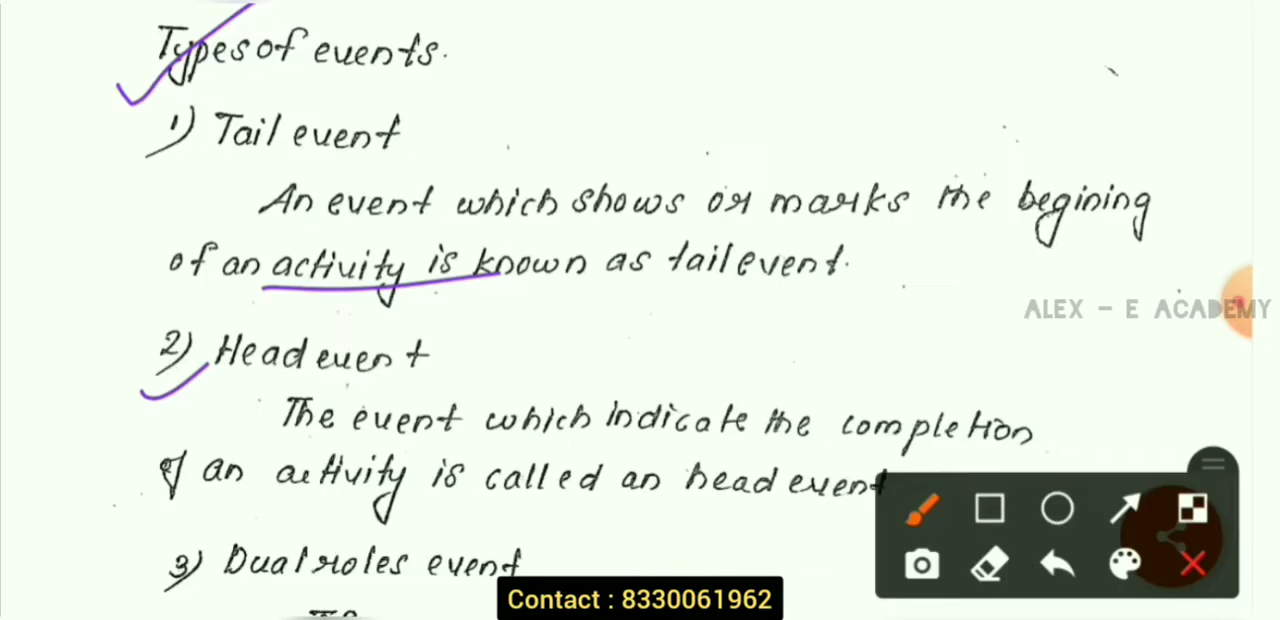 Types of events.
1) Tail event
An event which shows or marks the begining
of an activity is known as tail event.
ALEX - E ACADEMY
2) Head event
The event which indicate the completion
of an activity is called an head event
3) Dual roles event
Contact : 8330061962